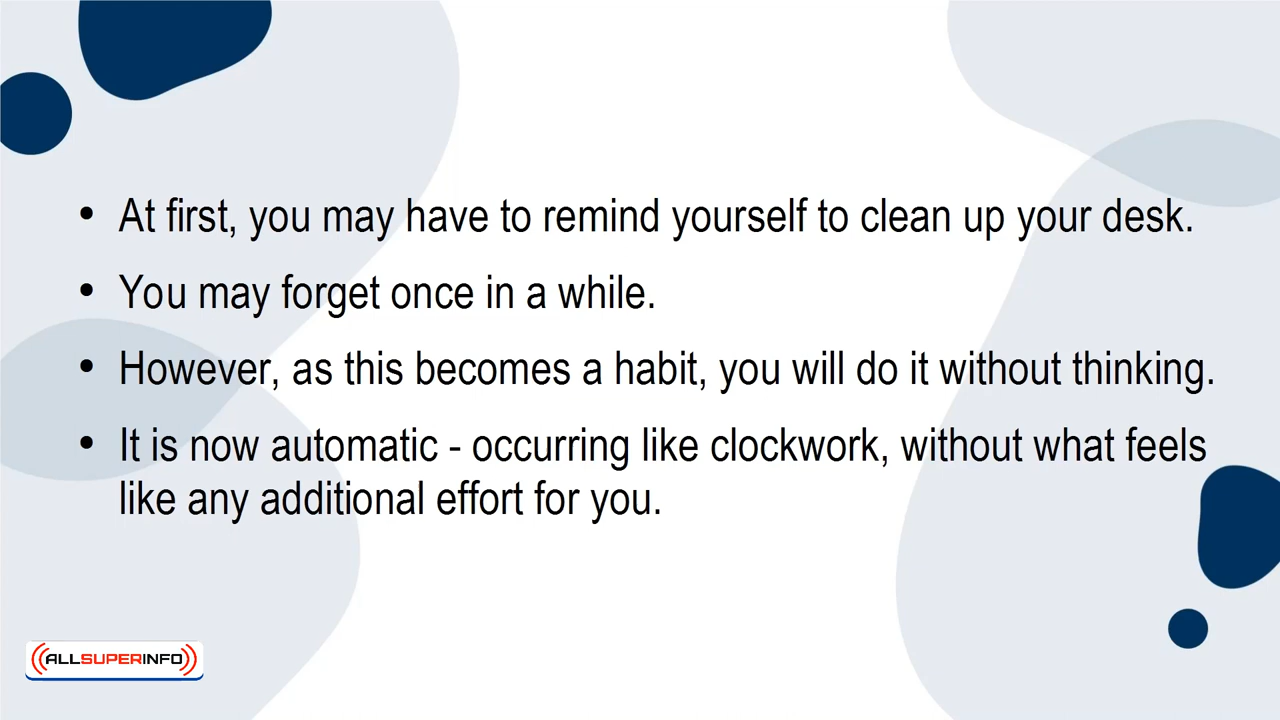 • At first, you may have to remind yourself to clean up your desk.
• You may forget once in a while.
• However, as this becomes a habit, you will do it without thinking.
• It is now automatic - occurring like clockwork, without what feels
like any additional effort for you.
ALLSUPERINFO